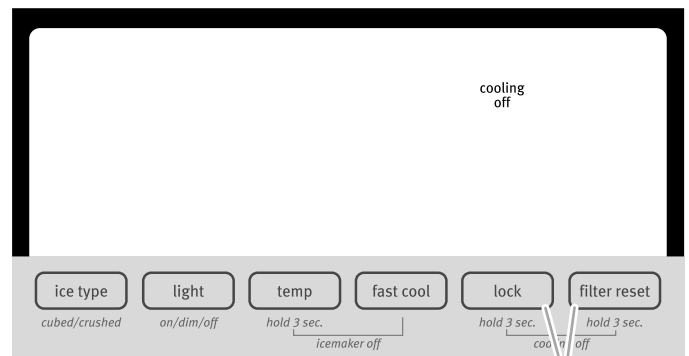 cooling
off
ice type light temp fast cool lock filter reset
cubed/crushed on/dim/off hold 3 sec. hold 3 sec. hold 3 sec.
icemaker off cooling off